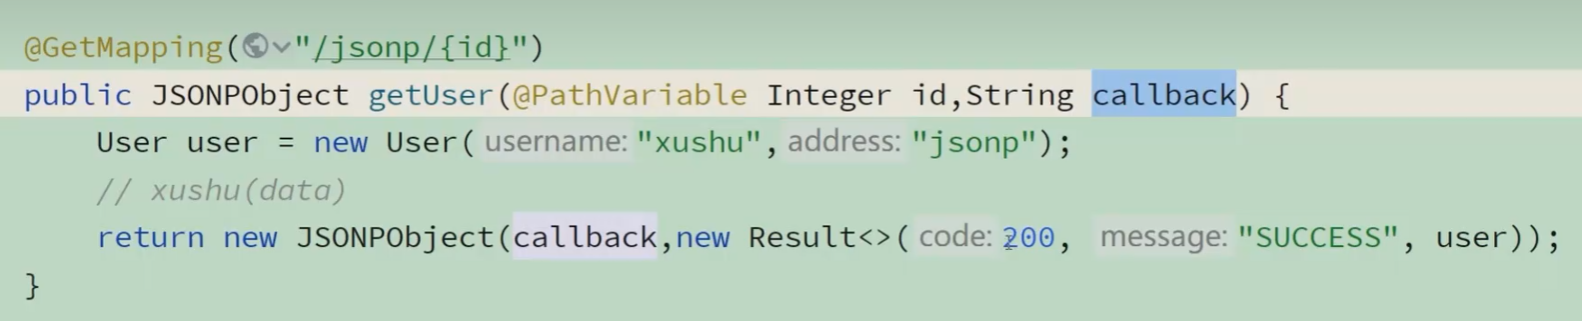 @GetMapping("/jsonp/{id}")
public JSONPObject getUser(@PathVariable Integer id,String callback) {
User user = new User( username: "xushu", address: "jsonp");
// xushu(data)
return new JSONPObject(callback,new Result<>( code: 200, message: "SUCCESS", user));
}